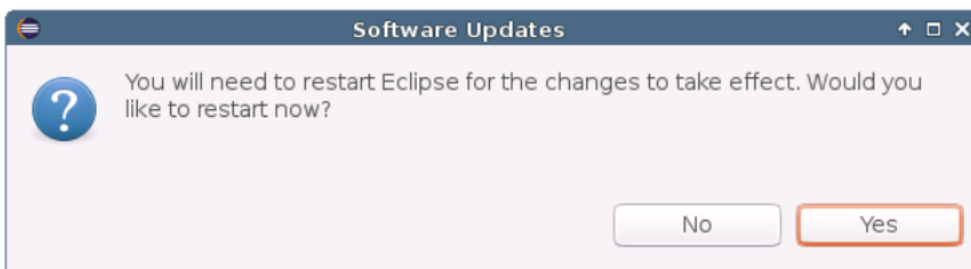 Software Updates
You will need to restart Eclipse for the changes to take effect. Would you
like to restart now?
No
Yes